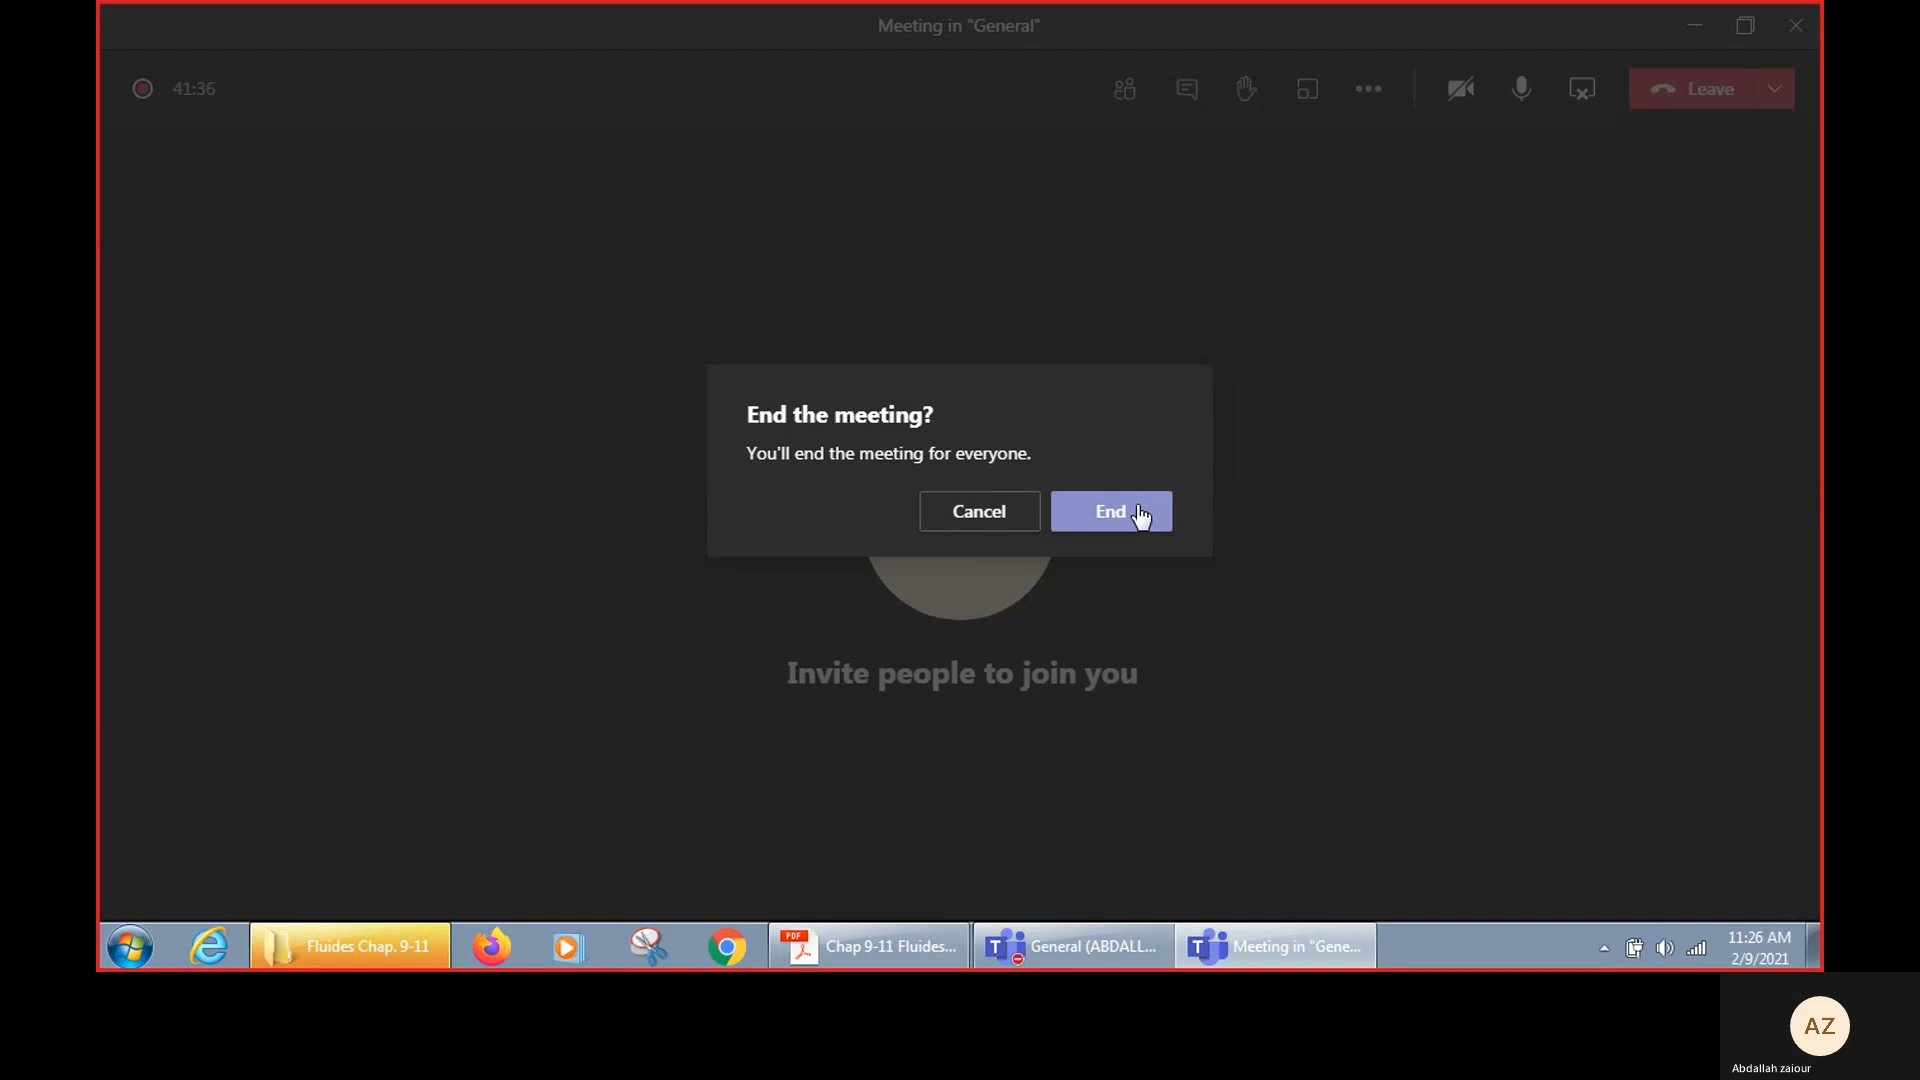 Meeting in "General"
41:36
Leave
End the meeting?
You'll end the meeting for everyone.
Cancel
End
Invite people to join you
Fluides Chap. 9-11
PDF
Chap 9-11 Fluides...
T
General (ABDALL...
T
Meeting in "Gene...
11:26 AM
2/9/2021
AZ
Abdallah zaiour